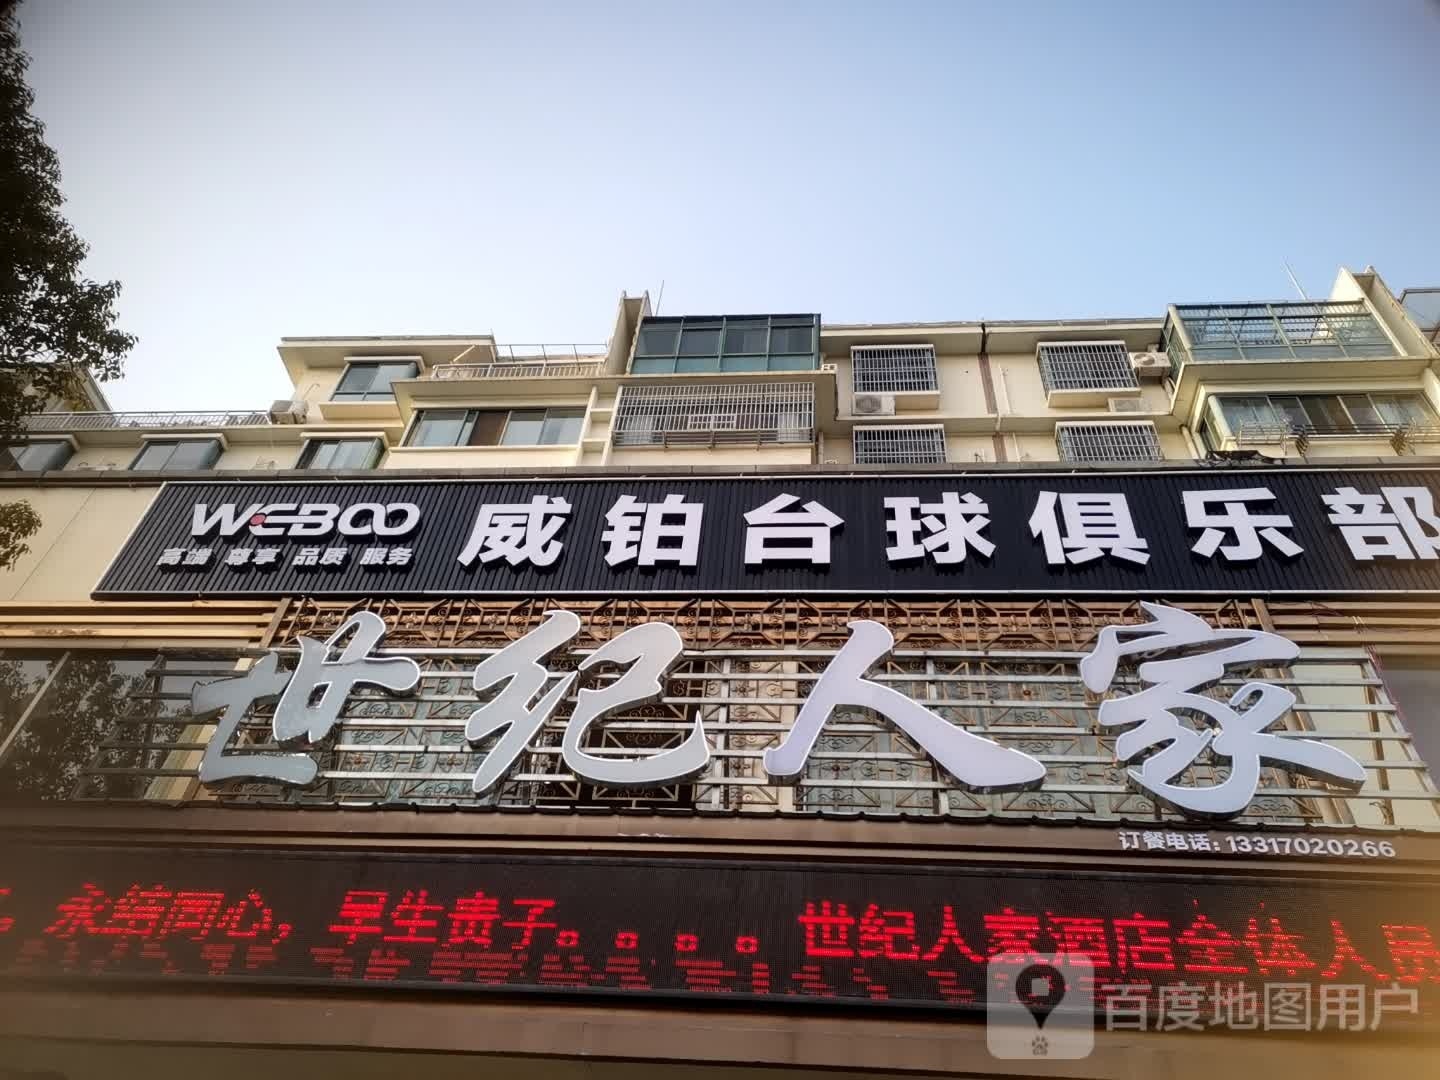 WEBOO 威铂台球俱乐部
高端 尊享 品质 服务
世纪人家
订餐电话：13317020266
永结同心，早生贵子。。。。世纪人家酒店全体人员
百度地图用户